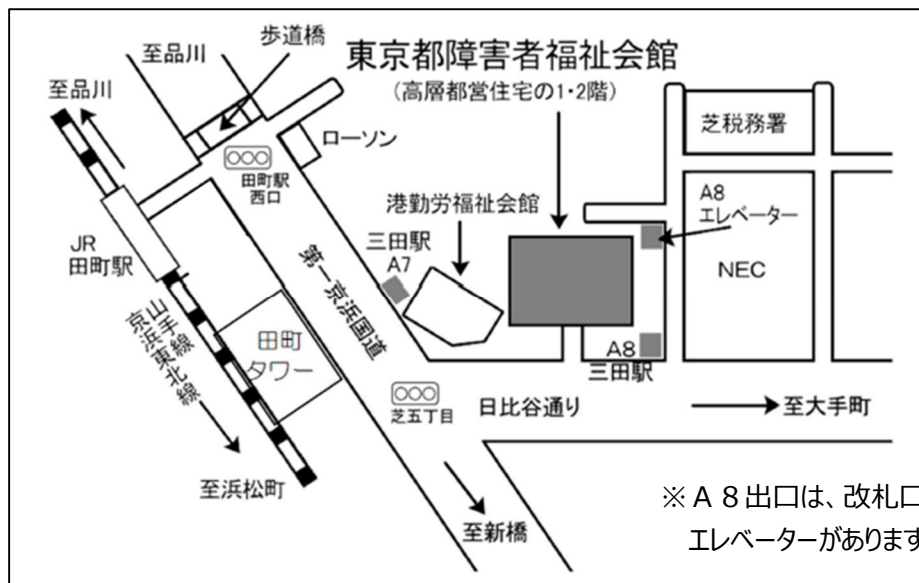 至品川
歩道橋
東京都障害者福祉会館
(高層都営住宅の1・2階)
至品川
ローソン
芝税務署
田町駅
西口
港勤労福祉会館
A8
エレベーター
三田駅
A7
JR
田町駅
第一京浜国道
NEC
山手線
京浜東北線
田町
タワー
A8
三田駅
芝五丁目
日比谷通り
至大手町
至浜松町
至新橋
※A8出口は、改札口
エレベーターがあります